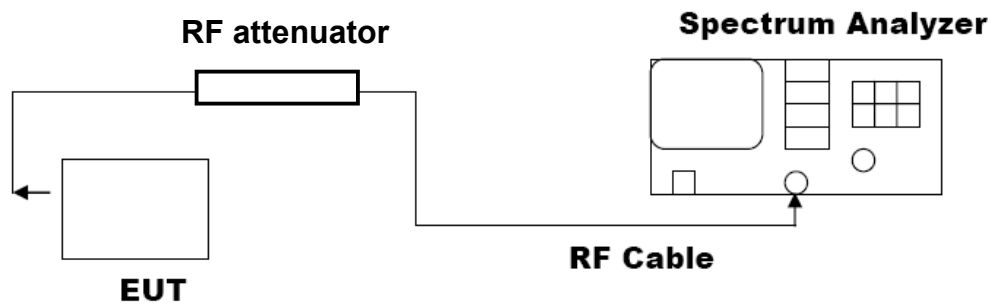 Spectrum Analyzer
RF attenuator
RF Cable
EUT